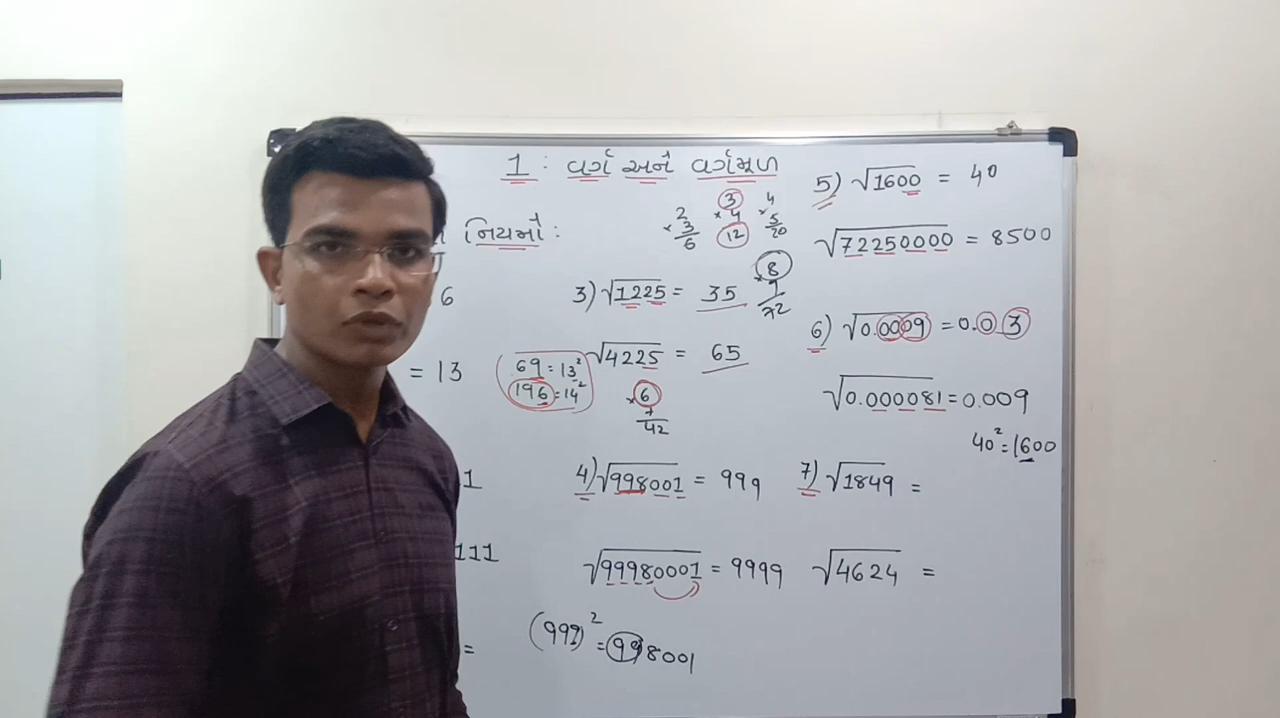 1 : વર્ગ અને વર્ગમૂળ
નિયમો :
6
= 13
1
111
=
2
× 3
6
3
× 4
12
4
× 5
20
3) √1225 = 35
8
× 9
72
69 = 13²
196 = 14²
√4225 = 65
× 6
7
42
4) √998001 = 999
√99980001 = 9999
(999)² = 998001
5) √1600 = 40
√72250000 = 8500
6) √0.0009 = 0.03
√0.000081 = 0.009
40² = 1600
7) √1849 =
√4624 =